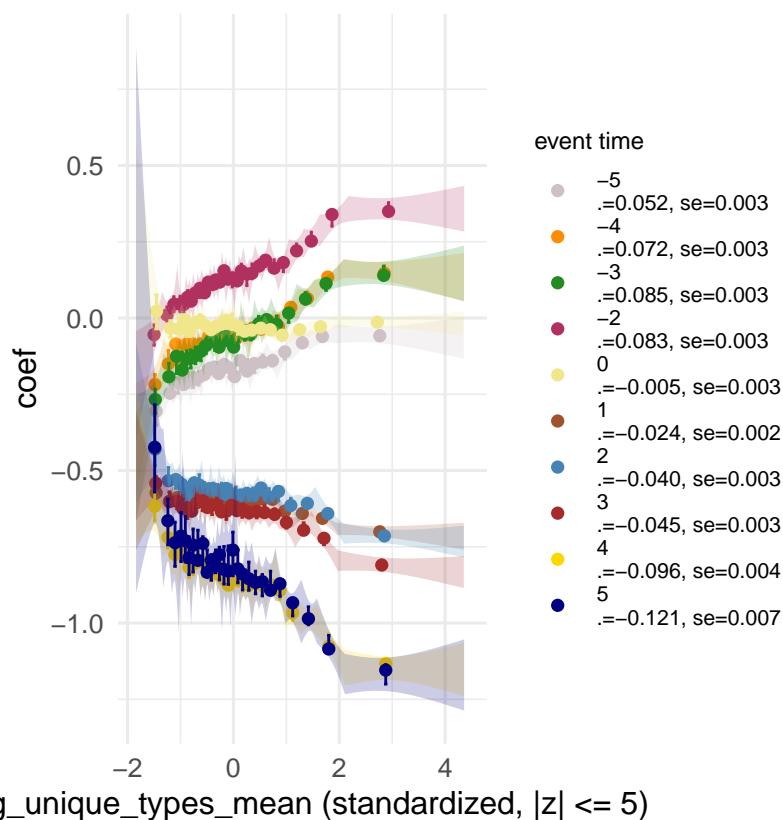 event time
−5
.=0.052, se=0.003
−4
.=0.072, se=0.003
−3
.=0.085, se=0.003
−2
.=0.083, se=0.003
0
.=−0.005, se=0.003
1
.=−0.024, se=0.002
2
.=−0.040, se=0.003
3
.=−0.045, se=0.003
4
.=−0.096, se=0.004
5
.=−0.121, se=0.007
coef
0.5
0.0
−0.5
−1.0
−2 0 2 4
g_unique_types_mean (standardized, |z| <= 5)